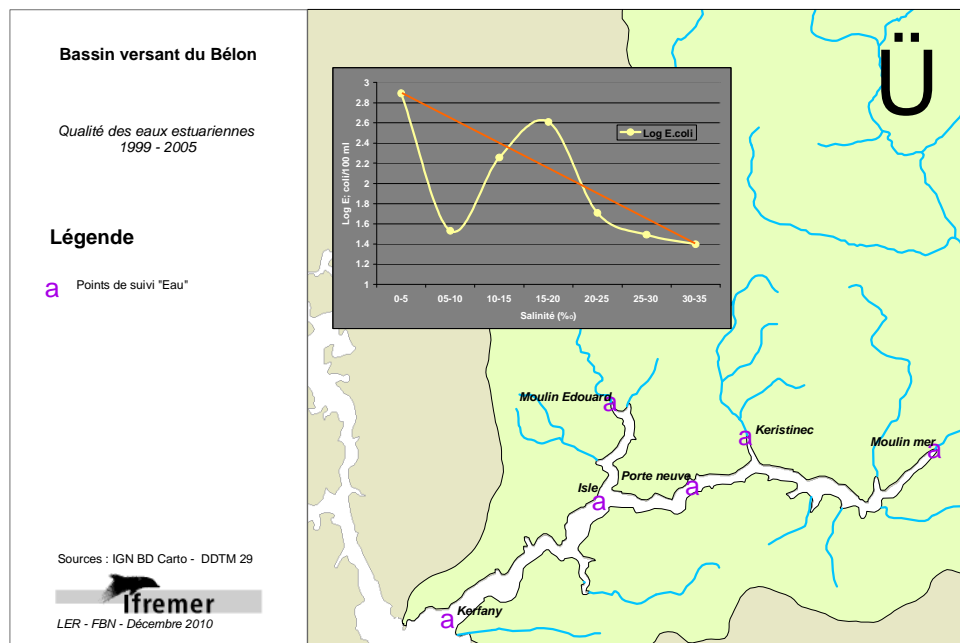 Bassin versant du Bélon
Qualité des eaux estuariennes
1999 - 2005
Légende
a Points de suivi "Eau"
Sources : IGN BD Carto - DDTM 29
Ifremer
LER - FBN - Décembre 2010
Ü
Log E; coli/100 ml
3
2.8
2.6
2.4
2.2
2
1.8
1.6
1.4
1.2
1
Log E.coli
0-5 05-10 10-15 15-20 20-25 25-30 30-35
Salinité (%o)
Moulin Edouard a
a Keristinec
Moulin mer a
Porte neuve a
Isle a
a Kerfany